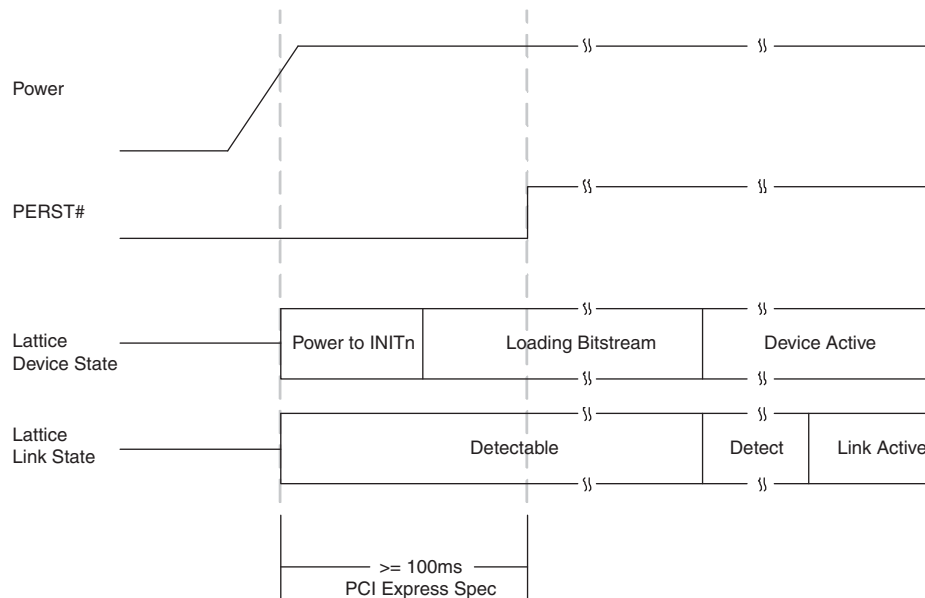 Power
PERST#
Lattice
Device State
Power to INITn
Loading Bitstream
Device Active
Lattice
Link State
Detectable
Detect
Link Active
>= 100ms
PCI Express Spec